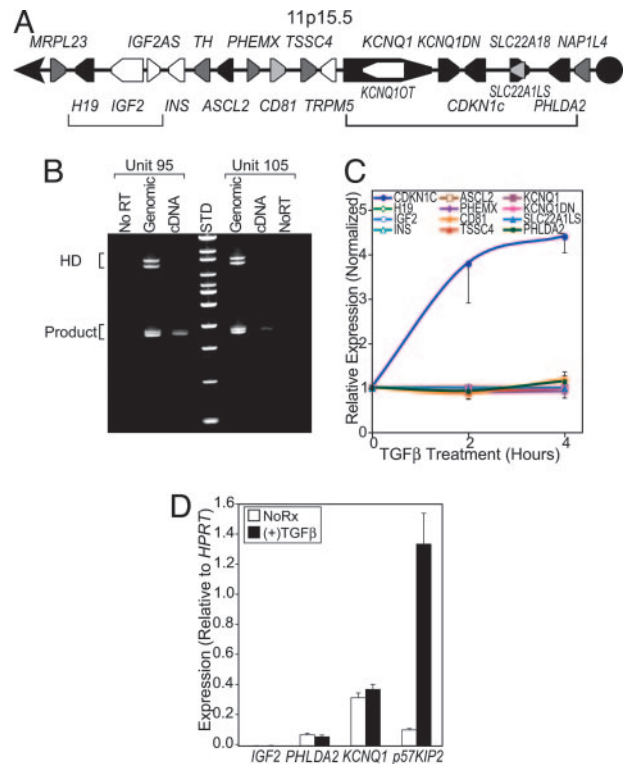 A
11p15.5
MRPL23 IGF2AS TH PHEMX TSSC4 KCNQ1 KCNQ1DN SLC22A18 NAP1L4
KCNQ1OT SLC22A1LS
H19 IGF2 INS ASCL2 CD81 TRPM5 CDKN1c PHLDA2
B
Unit 95 Unit 105
No RT Genomic cDNA STD Genomic cDNA NoRT
HD
Product
C
Relative Expression (Normalized)
CDKN1C ASCL2 KCNQ1
H19 PHEMX KCNQ1DN
IGF2 CD81 SLC22A1LS
INS TSSC4 PHLDA2
5
4
3
2
1
0
0 2 4
TGFβ Treatment (Hours)
D
Expression (Relative to HPRT)
NoRx
(+)TGFβ
1.6
1.4
1.2
1.0
0.8
0.6
0.4
0.2
0.0
IGF2 PHLDA2 KCNQ1 p57KIP2